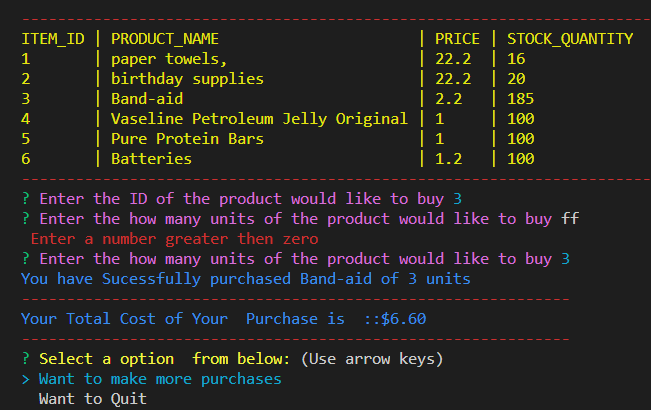 ITEM_ID | PRODUCT_NAME | PRICE | STOCK_QUANTITY
1 | paper towels, | 22.2 | 16
2 | birthday supplies | 22.2 | 20
3 | Band-aid | 2.2 | 185
4 | Vaseline Petroleum Jelly Original | 1 | 100
5 | Pure Protein Bars | 1 | 100
6 | Batteries | 1.2 | 100
? Enter the ID of the product would like to buy 3
? Enter the how many units of the product would like to buy ff
Enter a number greater then zero
? Enter the how many units of the product would like to buy 3
You have Sucessfully purchased Band-aid of 3 units
Your Total Cost of Your  Purchase is  ::$6.60
? Select a option  from below: (Use arrow keys)
> Want to make more purchases
Want to Quit